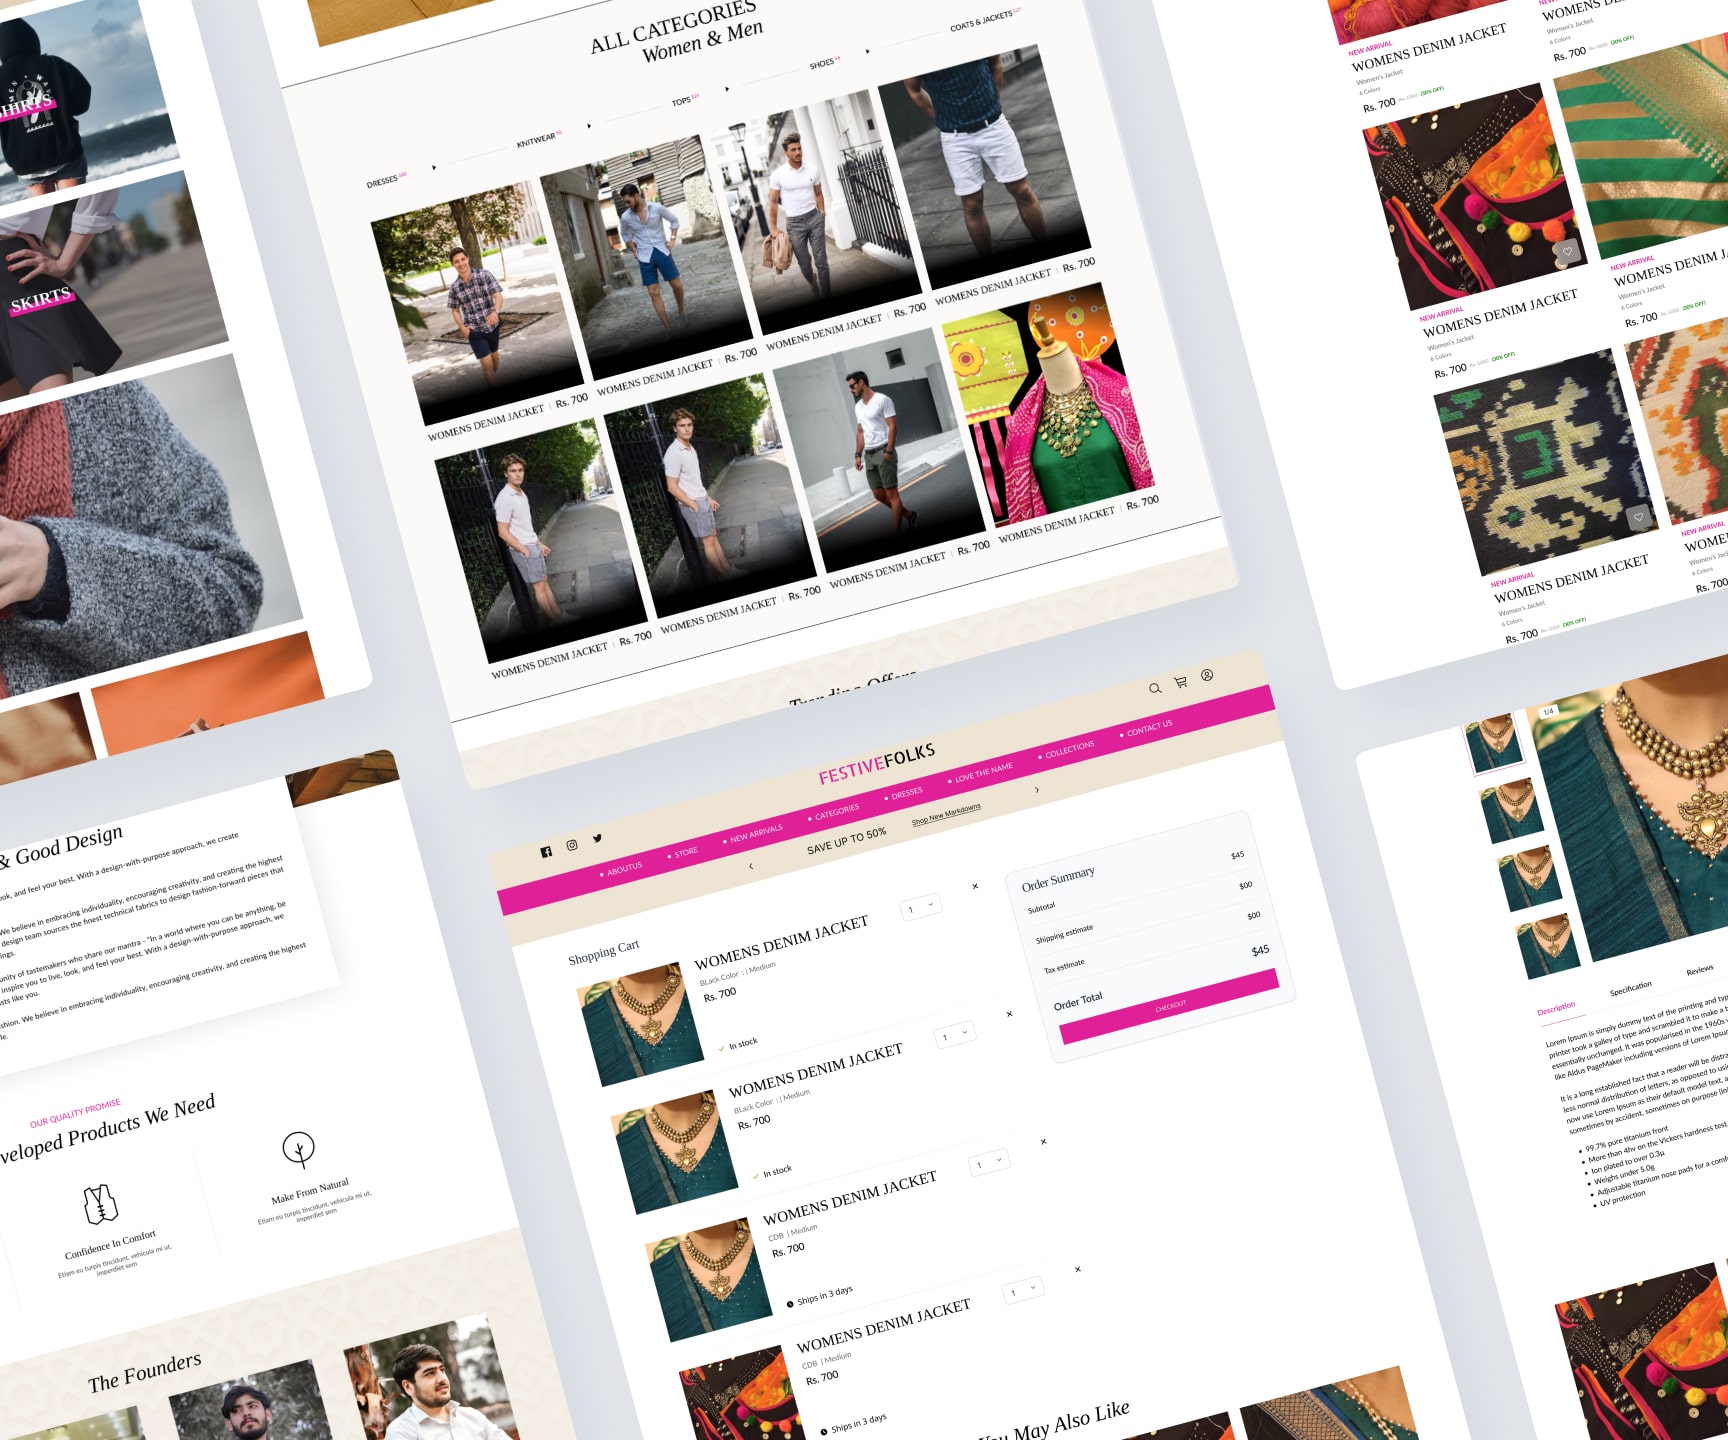 SHIRTS
SKIRTS
ALL CATEGORIES
Women & Men
DRESSES
KNITWEAR
TOPS
SHOES
COATS & JACKETS
WOMENS DENIM JACKET | Rs. 700
WOMENS DENIM JACKET | Rs. 700
WOMENS DENIM JACKET | Rs. 700
WOMENS DENIM JACKET | Rs. 700
WOMENS DENIM JACKET | Rs. 700
WOMENS DENIM JACKET | Rs. 700
WOMENS DENIM JACKET | Rs. 700
WOMENS DENIM JACKET | Rs. 700
Trending Offers
NEW ARRIVAL
WOMENS DENIM JACKET
Women's Jacket
6 Colors
Rs. 700 (30% OFF)
WOMENS DENIM
Women's Jacket
6 Colors
Rs. 700 (30% OFF)
NEW ARRIVAL
WOMENS DENIM JACKET
Women's Jacket
6 Colors
Rs. 700 (30% OFF)
NEW ARRIVAL
WOMENS DENIM J
Women's Jacket
6 Colors
Rs. 700 (30% OFF)
NEW ARRIVAL
WOMENS DENIM JACKET
Women's Jacket
6 Colors
Rs. 700 (30% OFF)
NEW ARRIVAL
WOME
Women's Jac
6 Colors
Rs. 700
& Good Design
ook, and feel your best. With a design-with-purpose approach, we create
We believe in embracing individuality, encouraging creativity, and creating the highest
design team sources the finest technical fabrics to design fashion-forward pieces that
ings.
unity of tastemakers who share our mantra - "In a world where you can be anything, be
inspire you to live, look, and feel your best. With a design-with-purpose approach, we
sts like you.
shion. We believe in embracing individuality, encouraging creativity, and creating the highest
le.
OUR QUALITY PROMISE
veloped Products We Need
Confidence In Comfort
Etiam eu turpis tincidunt, vehicula mi ut,
imperdiet sem
Make From Natural
Etiam eu turpis tincidunt, vehicula mi ut,
imperdiet sem
The Founders
FESTIVEFOLKS
ABOUTUS
STORE
NEW ARRIVALS
CATEGORIES
DRESSES
LOVE THE NAME
COLLECTIONS
CONTACT US
SAVE UP TO 50%
Shop New Markdowns
Shopping Cart
WOMENS DENIM JACKET
BLack Color : | Medium
Rs. 700
1
In stock
WOMENS DENIM JACKET
BLack Color : | Medium
Rs. 700
1
In stock
WOMENS DENIM JACKET
CDB | Medium
Rs. 700
1
Ships in 3 days
WOMENS DENIM JACKET
CDB | Medium
Rs. 700
1
Ships in 3 days
Order Summary
Subtotal $45
Shipping estimate $00
Tax estimate $00
Order Total $45
CHECKOUT
You May Also Like
1/4
Description
Specification
Reviews
Lorem Ipsum is simply dummy text of the printing and typ
printer took a galley of type and scrambled it to make a t
essentially unchanged. It was popularised in the 1960s
like Aldus PageMaker including versions of Lorem Ipsu
It is a long established fact that a reader will be distra
less normal distribution of letters, as opposed to usi
now use Lorem Ipsum as their default model text, a
sometimes by accident, sometimes on purpose (in
99.7% pure titanium front
More than 4hv on the Vickers hardness test
Ion plated to over 0.3µ
Weighs under 5.0g
Adjustable titanium nose pads for a comf
UV protection